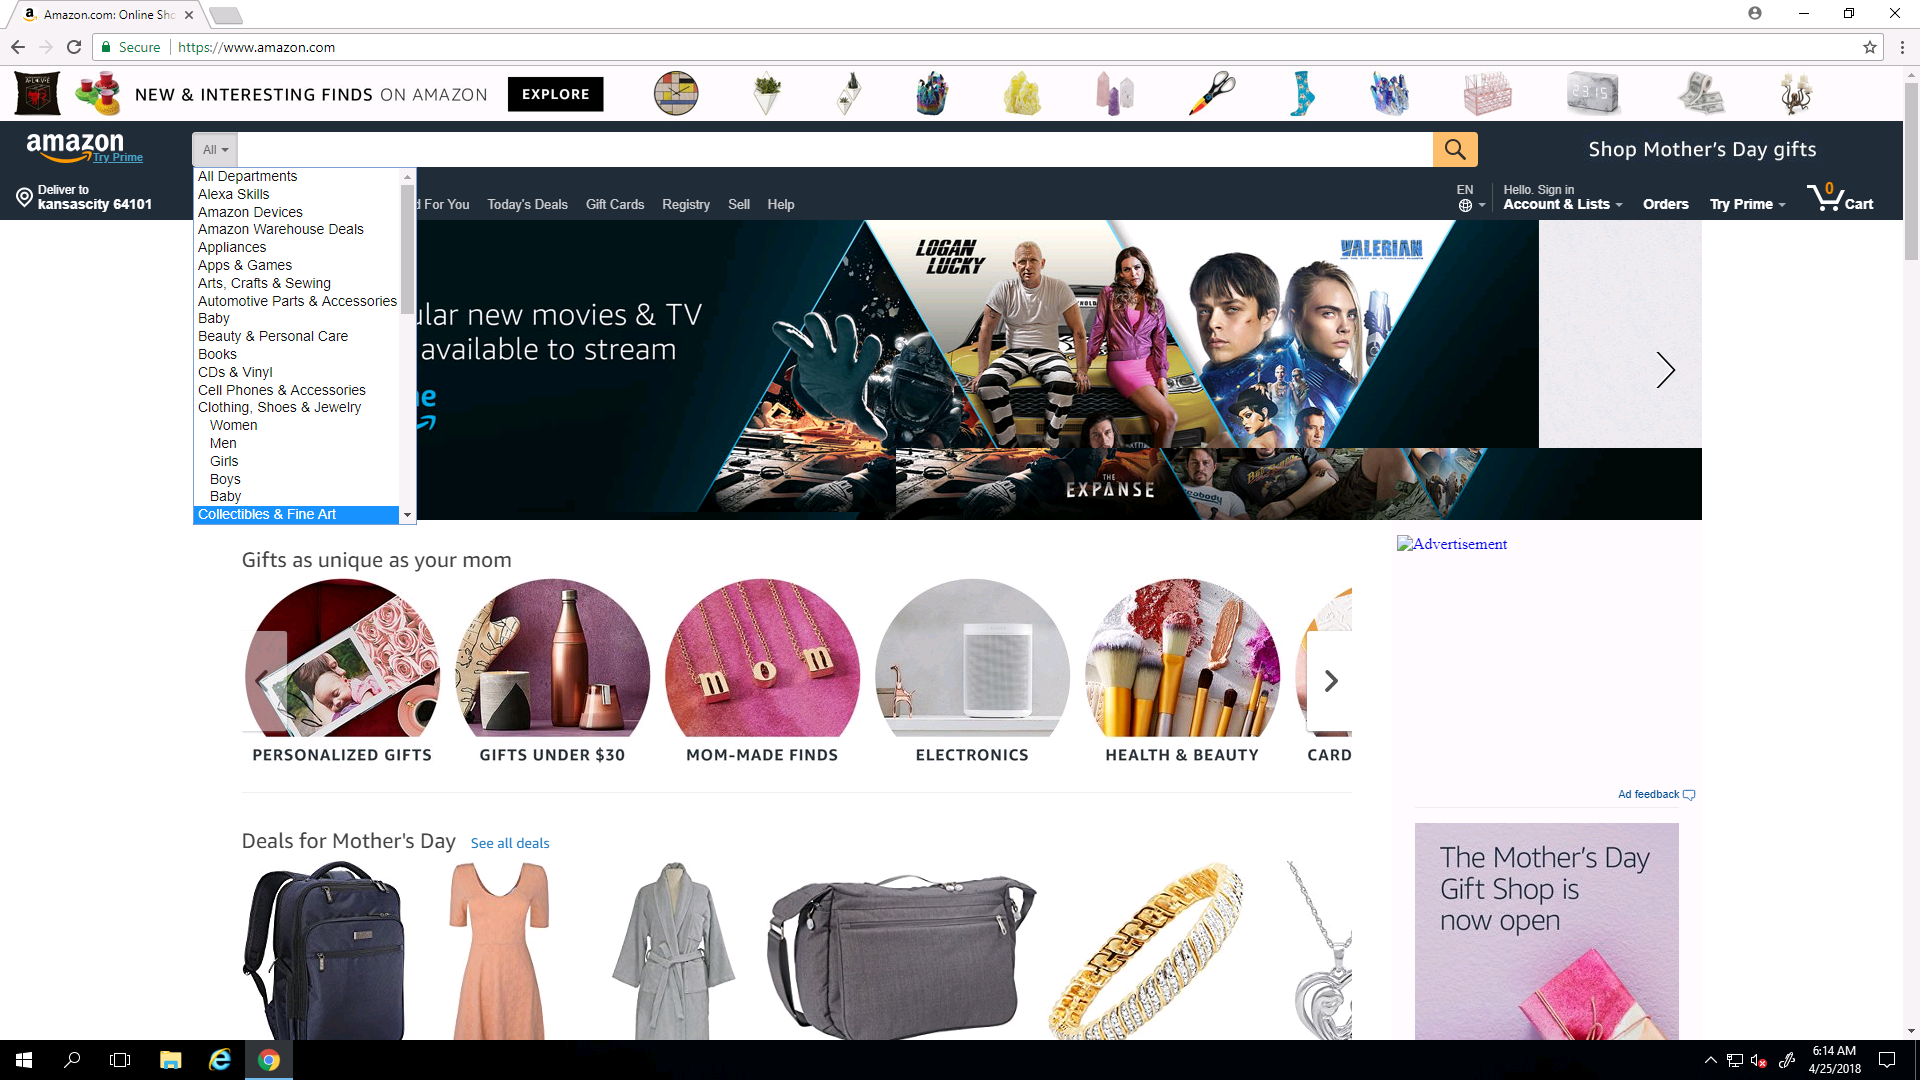 Amazon.com: Online Sho
Secure
https://www.amazon.com
NEW & INTERESTING FINDS ON AMAZON
EXPLORE
23:15
amazon
Try Prime
All
Shop Mother's Day gifts
Deliver to
kansascity 64101
d For You
Today's Deals
Gift Cards
Registry
Sell
Help
EN
Hello. Sign in
Account & Lists
Orders
Try Prime
0
Cart
All Departments
Alexa Skills
Amazon Devices
Amazon Warehouse Deals
Appliances
Apps & Games
Arts, Crafts & Sewing
Automotive Parts & Accessories
Baby
Beauty & Personal Care
Books
CDs & Vinyl
Cell Phones & Accessories
Clothing, Shoes & Jewelry
Women
Men
Girls
Boys
Baby
Collectibles & Fine Art
ular new movies & TV
available to stream
ne
LOGAN
LUCKY
VALERIAN
THE
EXPANSE
Gifts as unique as your mom
m o m
PERSONALIZED GIFTS
GIFTS UNDER $30
MOM-MADE FINDS
ELECTRONICS
HEALTH & BEAUTY
CARD
Advertisement
Ad feedback
Deals for Mother's Day
See all deals
The Mother's Day
Gift Shop is
now open
6:14 AM
4/25/2018